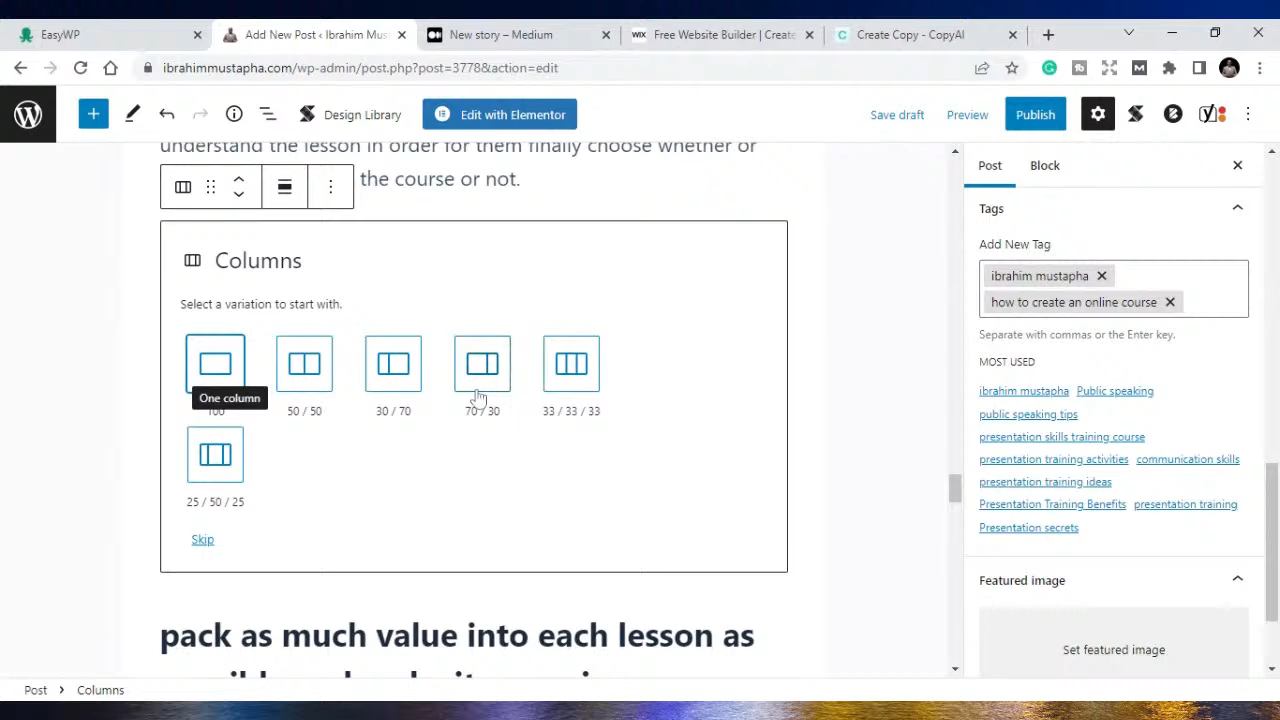 EasyWP
Add New Post ‹ Ibrahim Mus
New story – Medium
WIX
Free Website Builder | Create
C
Create Copy - CopyAI
ibrahimmustapha.com/wp-admin/post.php?post=3778&action=edit
Design Library
Edit with Elementor
Save draft
Preview
Publish
understand the lesson in order for them finally choose whether or
the course or not.
Columns
Select a variation to start with.
One column
100
50 / 50
30 / 70
70 / 30
33 / 33 / 33
25 / 50 / 25
Skip
pack as much value into each lesson as
Post
Block
Tags
Add New Tag
ibrahim mustapha
how to create an online course
Separate with commas or the Enter key.
MOST USED
ibrahim mustapha Public speaking
public speaking tips
presentation skills training course
presentation training activities communication skills
presentation training ideas
Presentation Training Benefits presentation training
Presentation secrets
Featured image
Set featured image
Post › Columns